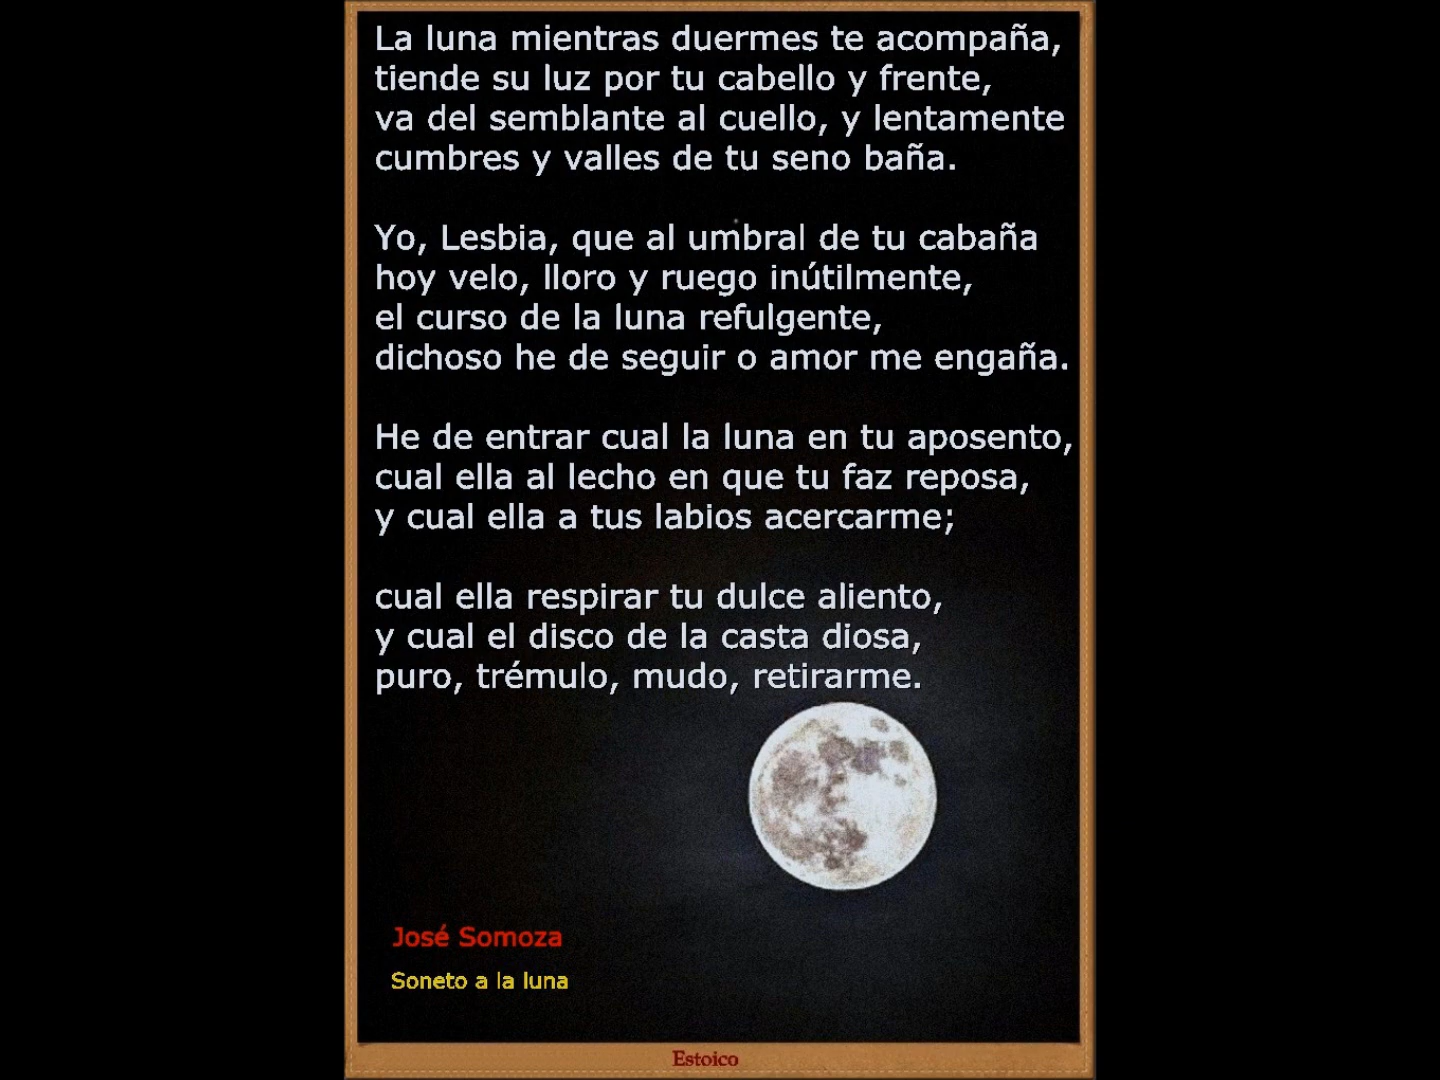 La luna mientras duermes te acompaña,
tiende su luz por tu cabello y frente,
va del semblante al cuello, y lentamente
cumbres y valles de tu seno baña.
Yo, Lesbia, que al umbral de tu cabaña
hoy velo, lloro y ruego inútilmente,
el curso de la luna refulgente,
dichoso he de seguir o amor me engaña.
He de entrar cual la luna en tu aposento,
cual ella al lecho en que tu faz reposa,
y cual ella a tus labios acercarme;
cual ella respirar tu dulce aliento,
y cual el disco de la casta diosa,
puro, trémulo, mudo, retirarme.
José Somoza
Soneto a la luna
Estoico